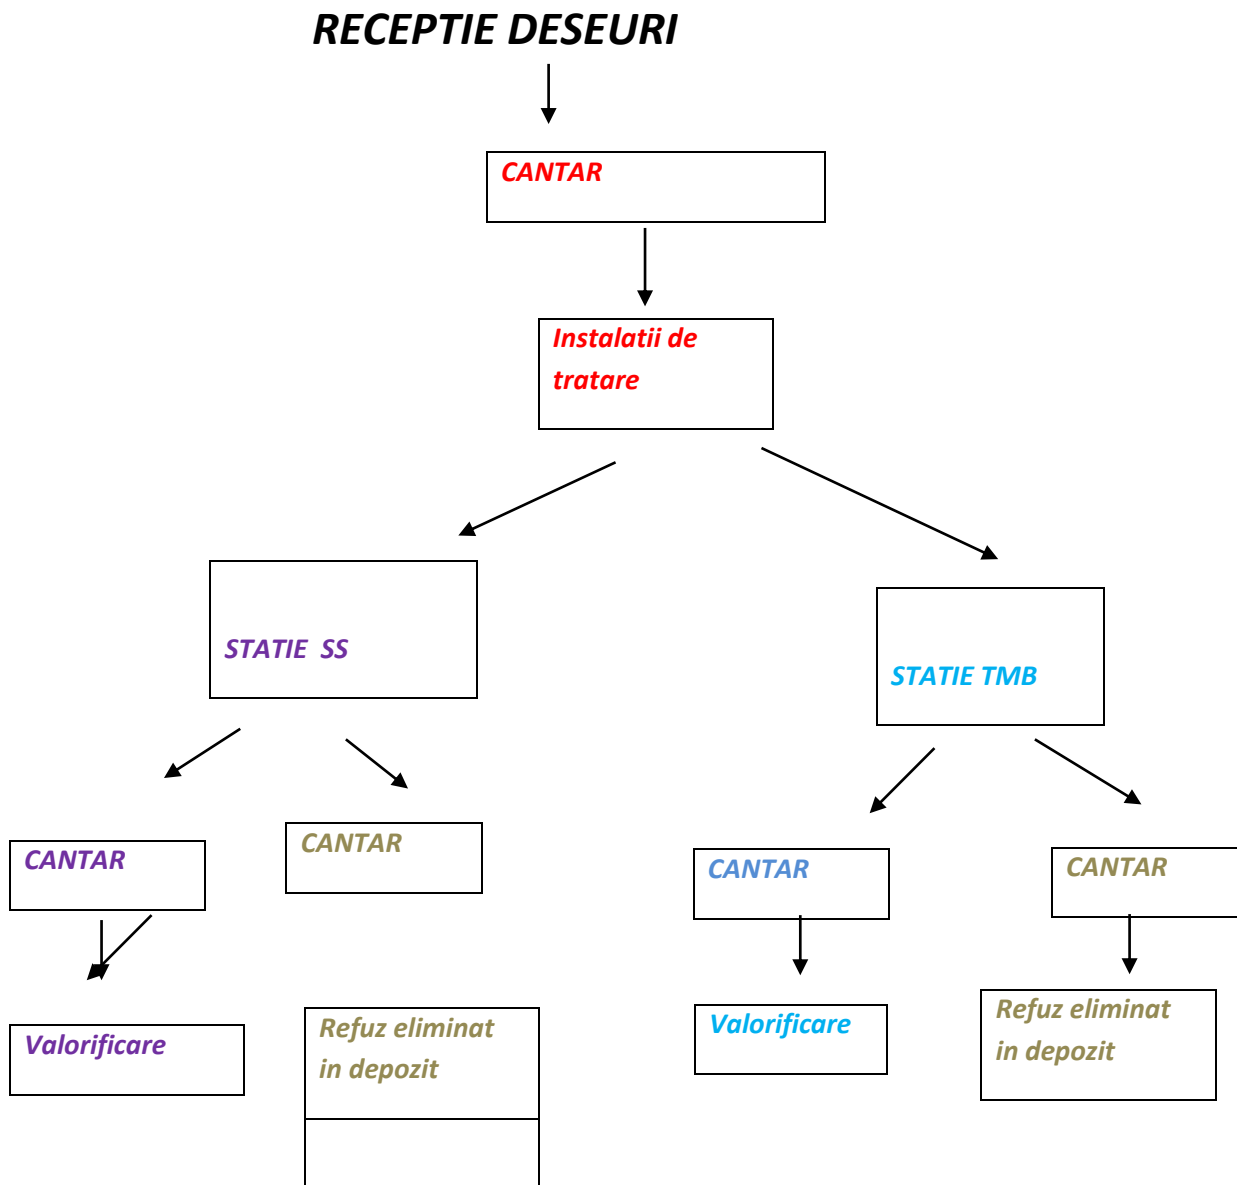 RECEPTIE DESEURI
CANTAR
Instalatii de
tratare
STATIE  SS
STATIE TMB
CANTAR
CANTAR
CANTAR
CANTAR
Valorificare
Refuz eliminat
in depozit
Valorificare
Refuz eliminat
in depozit